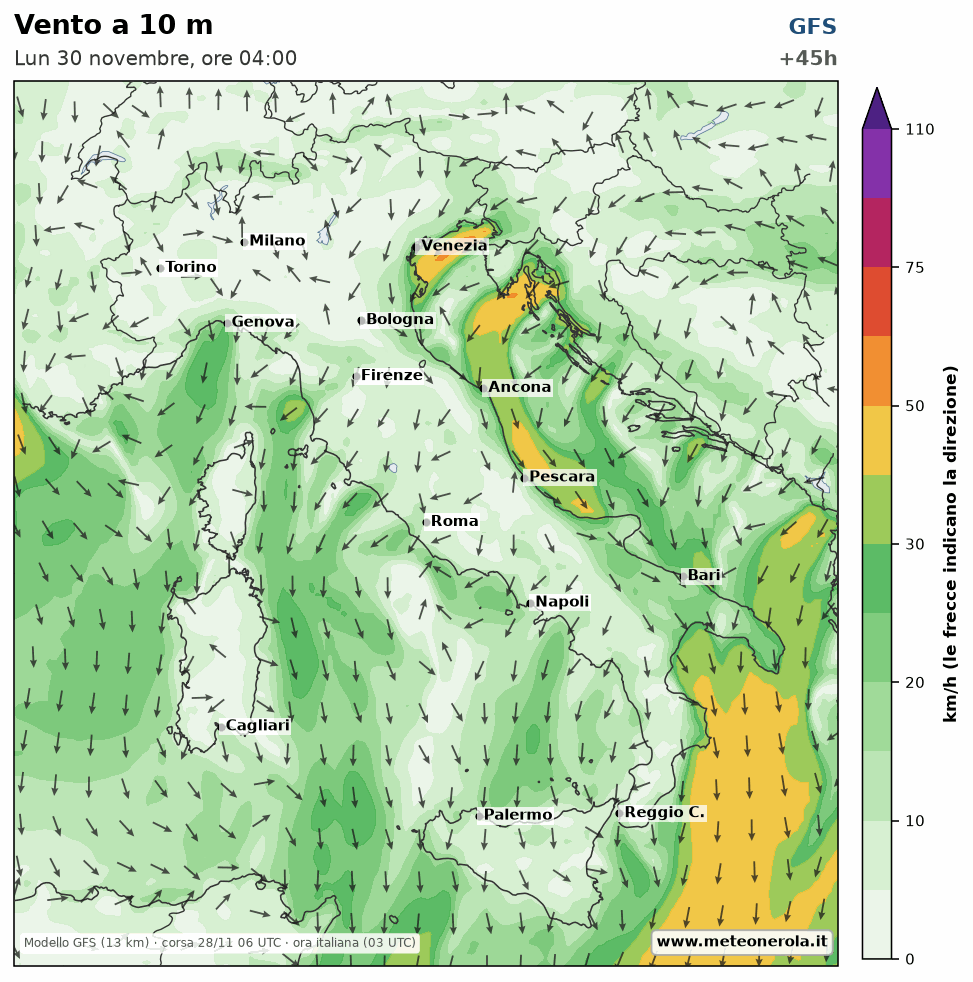 Vento a 10 m
GFS
Lun 30 novembre, ore 04:00
+45h
110
75
50
30
20
10
0
km/h (le frecce indicano la direzione)
Venezia
Milano
Torino
Bologna
Genova
Firenze
Ancona
Pescara
Roma
Bari
Napoli
Cagliari
Palermo
Reggio C.
Modello GFS (13 km) · corsa 28/11 06 UTC · ora italiana (03 UTC)
www.meteonerola.it